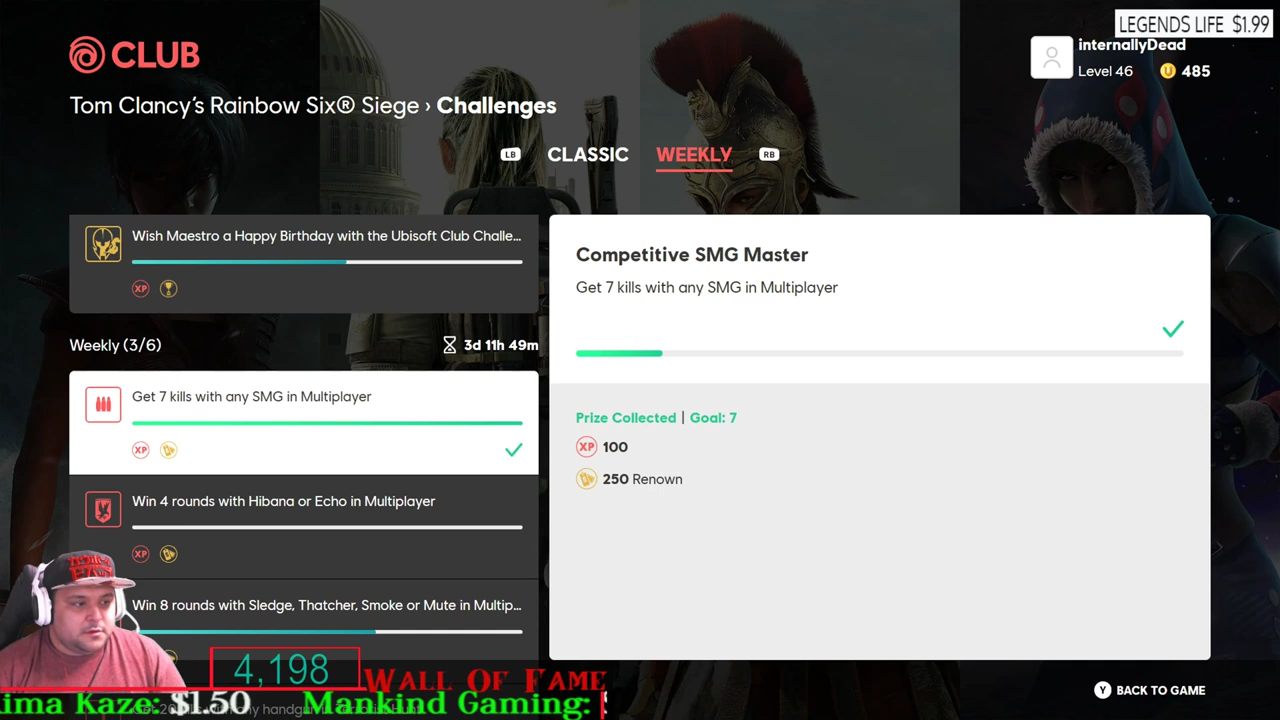 LEGENDS LIFE $1.99
CLUB
internallyDead
Level 46
485
Tom Clancy's Rainbow Six® Siege › Challenges
LB CLASSIC WEEKLY RB
Wish Maestro a Happy Birthday with the Ubisoft Club Challe...
XP
Weekly (3/6)
3d 11h 49m
Get 7 kills with any SMG in Multiplayer
XP
Win 4 rounds with Hibana or Echo in Multiplayer
XP
Win 8 rounds with Sledge, Thatcher, Smoke or Mute in Multip...
Competitive SMG Master
Get 7 kills with any SMG in Multiplayer
Prize Collected | Goal: 7
XP 100
250 Renown
4,198
WALL OF FAME
ima Kaze: $1.50 Mankind Gaming:
Y BACK TO GAME